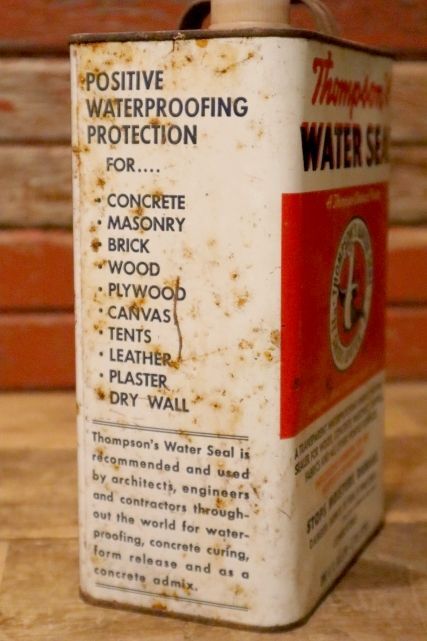 POSITIVE
WATERPROOFING
PROTECTION
FOR....
• CONCRETE
• MASONRY
• BRICK
• WOOD
• PLYWOOD
• CANVAS
• TENTS
• LEATHER
• PLASTER
• DRY WALL
Thompson's Water Seal is
recommended and used
by architects, engineers
and contractors through-
out the world for water-
proofing, concrete curing,
form release and as a
concrete admix.
Thompson's
WATER SEAL